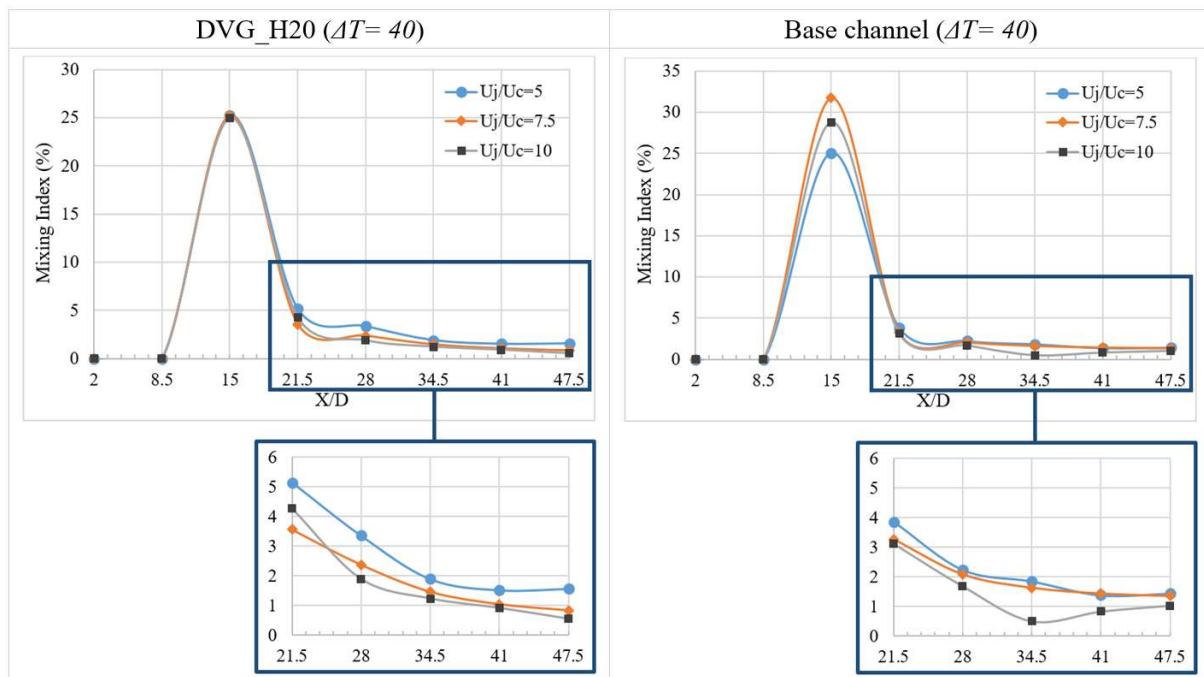 DVG_H20 (ΔT= 40)
Base channel (ΔT= 40)
30
25
20
15
10
5
0
Mixing Index (%)
Uj/Uc=5
Uj/Uc=7.5
Uj/Uc=10
2 8.5 15 21.5 28 34.5 41 47.5
X/D
35
30
25
20
15
10
5
0
Mixing Index (%)
Uj/Uc=5
Uj/Uc=7.5
Uj/Uc=10
2 8.5 15 21.5 28 34.5 41 47.5
X/D
6
5
4
3
2
1
0
21.5 28 34.5 41 47.5
6
5
4
3
2
1
0
21.5 28 34.5 41 47.5